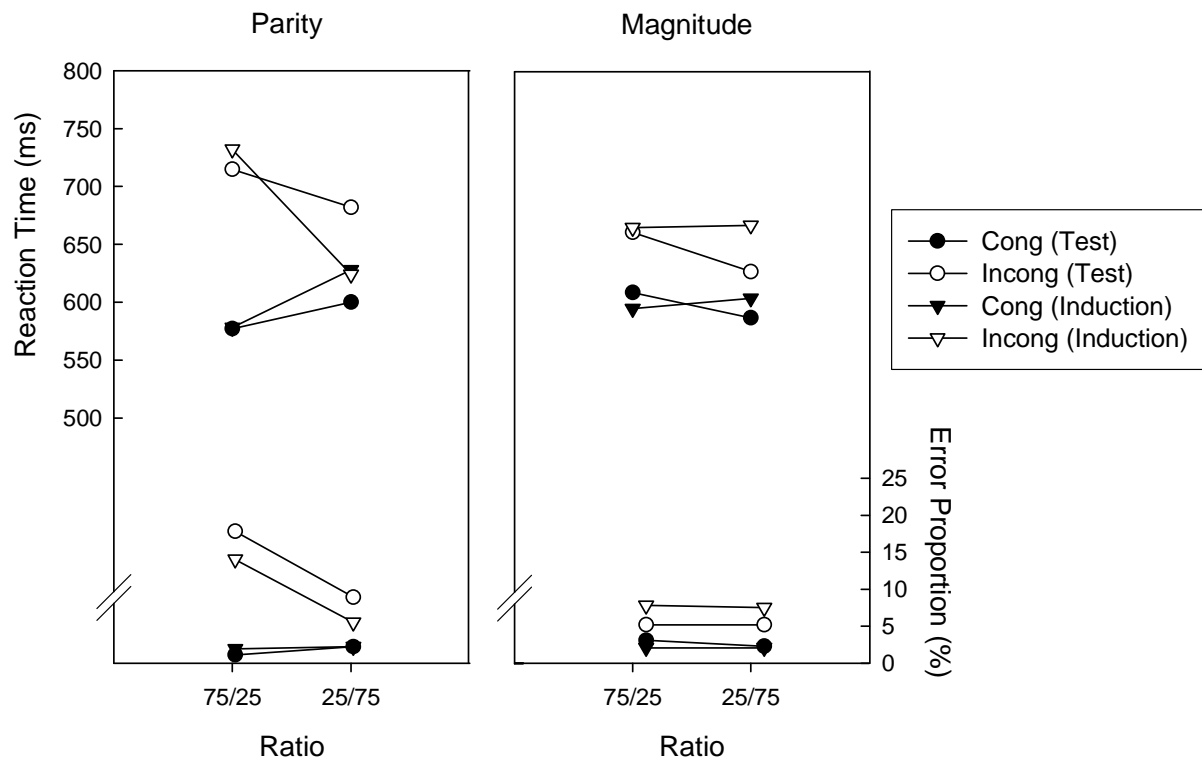 Parity
Magnitude
Reaction Time (ms)
800
750
700
650
600
550
500
Cong (Test)
Incong (Test)
Cong (Induction)
Incong (Induction)
Error Proportion (%)
25
20
15
10
5
0
75/25 25/75
75/25 25/75
Ratio
Ratio